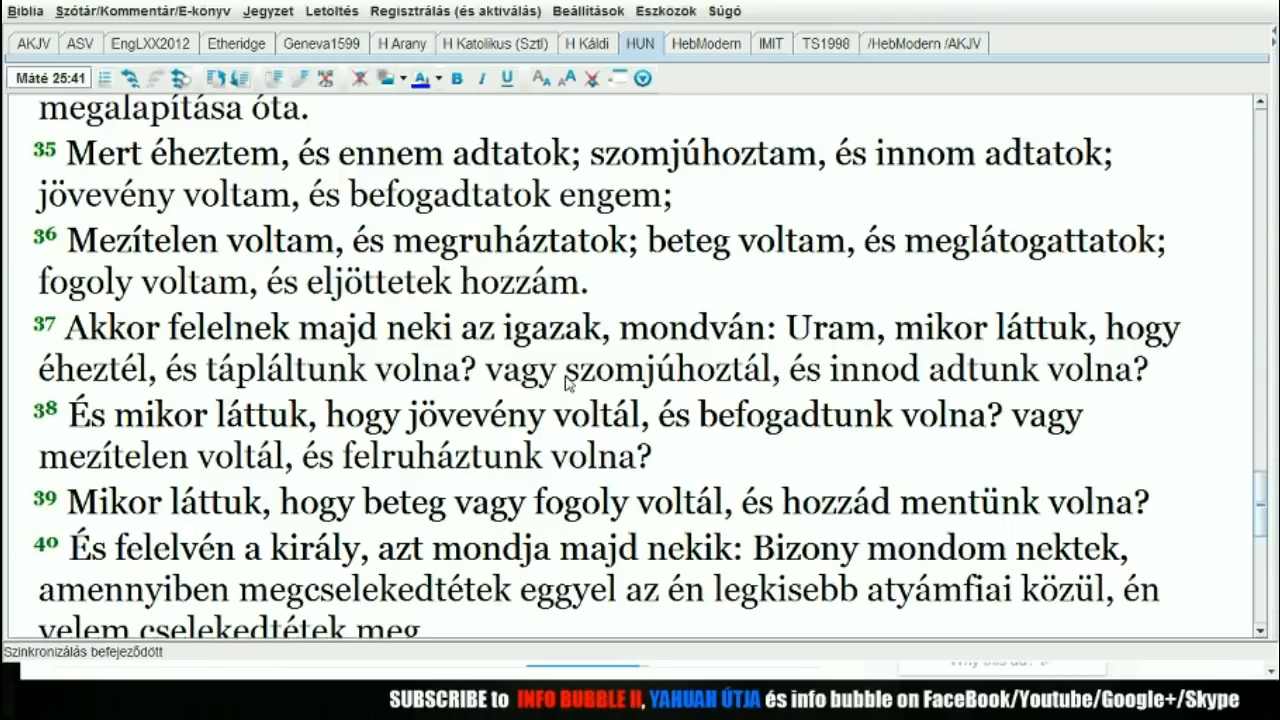 Biblia Szótár/Kommentár/E-könyv Jegyzet Letöltés Regisztrálás (és aktiválás) Beállítások Eszközök Súgó
AKJV ASV EngLXX2012 Etheridge Geneva1599 H Arany H Katolikus (SztI) H Káldi HUN HebModern IMIT TS1998 /HebModern /AKJV
Máté 25:41
megalapítása óta.
35 Mert éheztem, és ennem adtatok; szomjúhoztam, és innom adtatok;
jövevény voltam, és befogadtatok engem;
36 Mezítelen voltam, és megruháztatok; beteg voltam, és meglátogattatok;
fogoly voltam, és eljöttetek hozzám.
37 Akkor felelnek majd neki az igazak, mondván: Uram, mikor láttuk, hogy
éheztél, és tápláltunk volna? vagy szomjúhoztál, és innod adtunk volna?
38 És mikor láttuk, hogy jövevény voltál, és befogadtunk volna? vagy
mezítelen voltál, és felruháztunk volna?
39 Mikor láttuk, hogy beteg vagy fogoly voltál, és hozzád mentünk volna?
40 És felelvén a király, azt mondja majd nekik: Bizony mondom nektek,
amennyiben megcselekedtétek eggyel az én legkisebb atyámfiai közül, én
velem cselekedtétek meg
Szinkronizálás befejeződött
Why this ad?
SUBSCRIBE to INFO BUBBLE II, YAHUAN ÚTJA és info bubble on FaceBook/Youtube/Google+/Skype